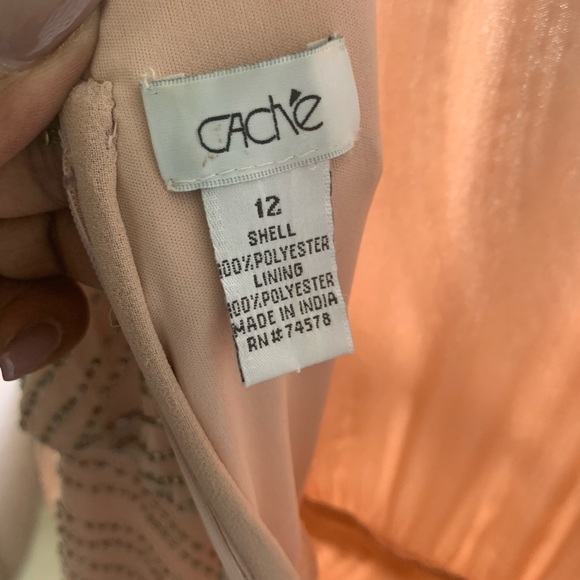 CACHÉ
12
SHELL
100%POLYESTER
LINING
100%POLYESTER
MADE IN INDIA
RN#74578